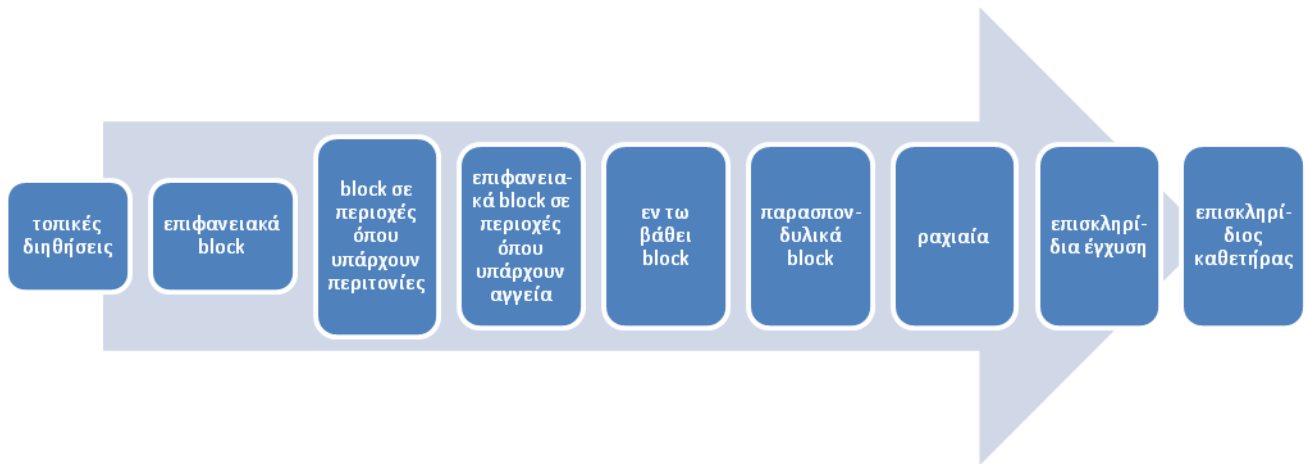 τοπικές
διηθήσεις
επιφανειακά
block
block σε
περιοχές
όπου
υπάρχουν
περιτονίες
επιφανεια-
κά block σε
περιοχές
όπου
υπάρχουν
αγγεία
εν τω
βάθει
block
παρασπον-
δυλικά
block
ραχιαία
επισκληρί-
δια έγχυση
επισκληρί-
διος
καθετήρας